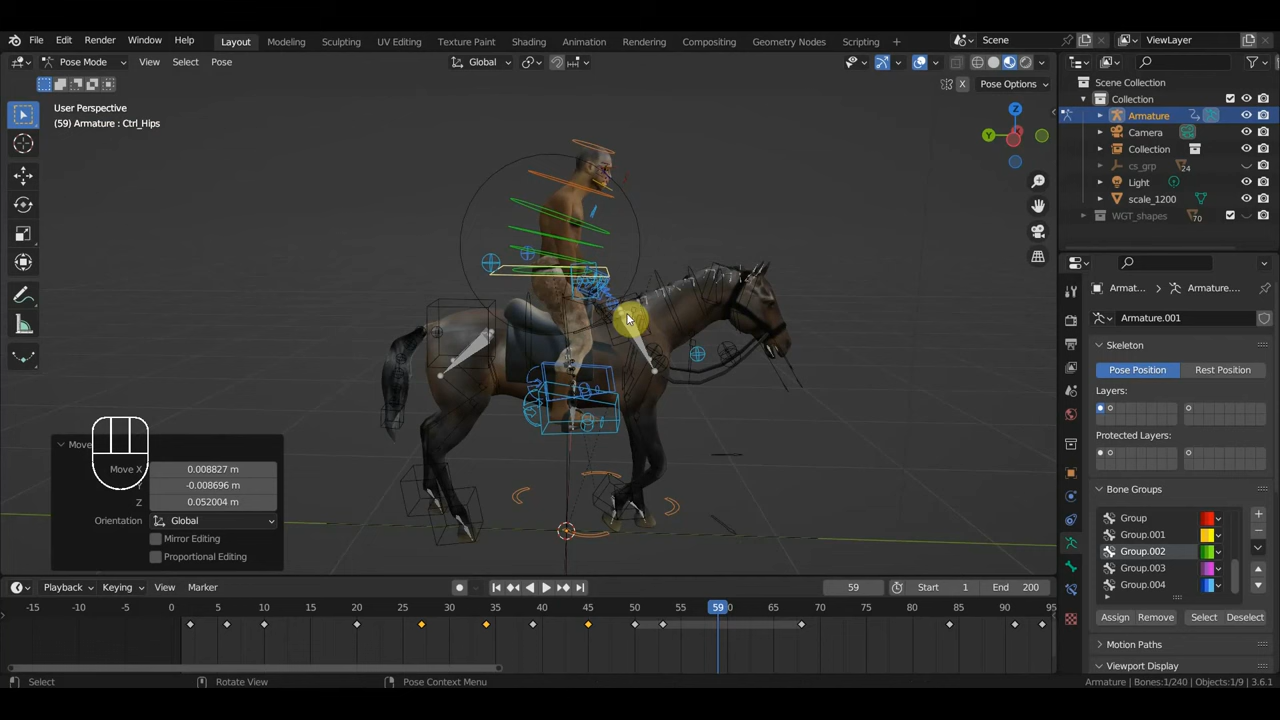 File Edit Render Window Help Layout Modeling Sculpting UV Editing Texture Paint Shading Animation Rendering Compositing Geometry Nodes Scripting + Scene ViewLayer
Pose Mode View Select Pose Global
X Pose Options
User Perspective
(59) Armature : Ctrl_Hips
Z
Y
Scene Collection
Collection
Armature
Camera
Collection
cs_grp 24
Light
scale_1200
WGT_shapes 70
Armat... Armature....
Armature.001
Skeleton
Pose Position Rest Position
Layers:
Protected Layers:
Bone Groups
Group
Group.001
Group.002
Group.003
Group.004
Assign Remove Select Deselect
Motion Paths
Viewport Display
Move
Move X 0.008827 m
-0.008696 m
Z 0.052004 m
Orientation Global
Mirror Editing
Proportional Editing
Playback Keying View Marker 59 Start 1 End 200
-15 -10 -5 0 5 10 15 20 25 30 35 40 45 50 55 59 60 65 70 75 80 85 90 95
Select Rotate View Pose Context Menu Armature | Bones:1/240 | Objects:1/9 | 3.6.1